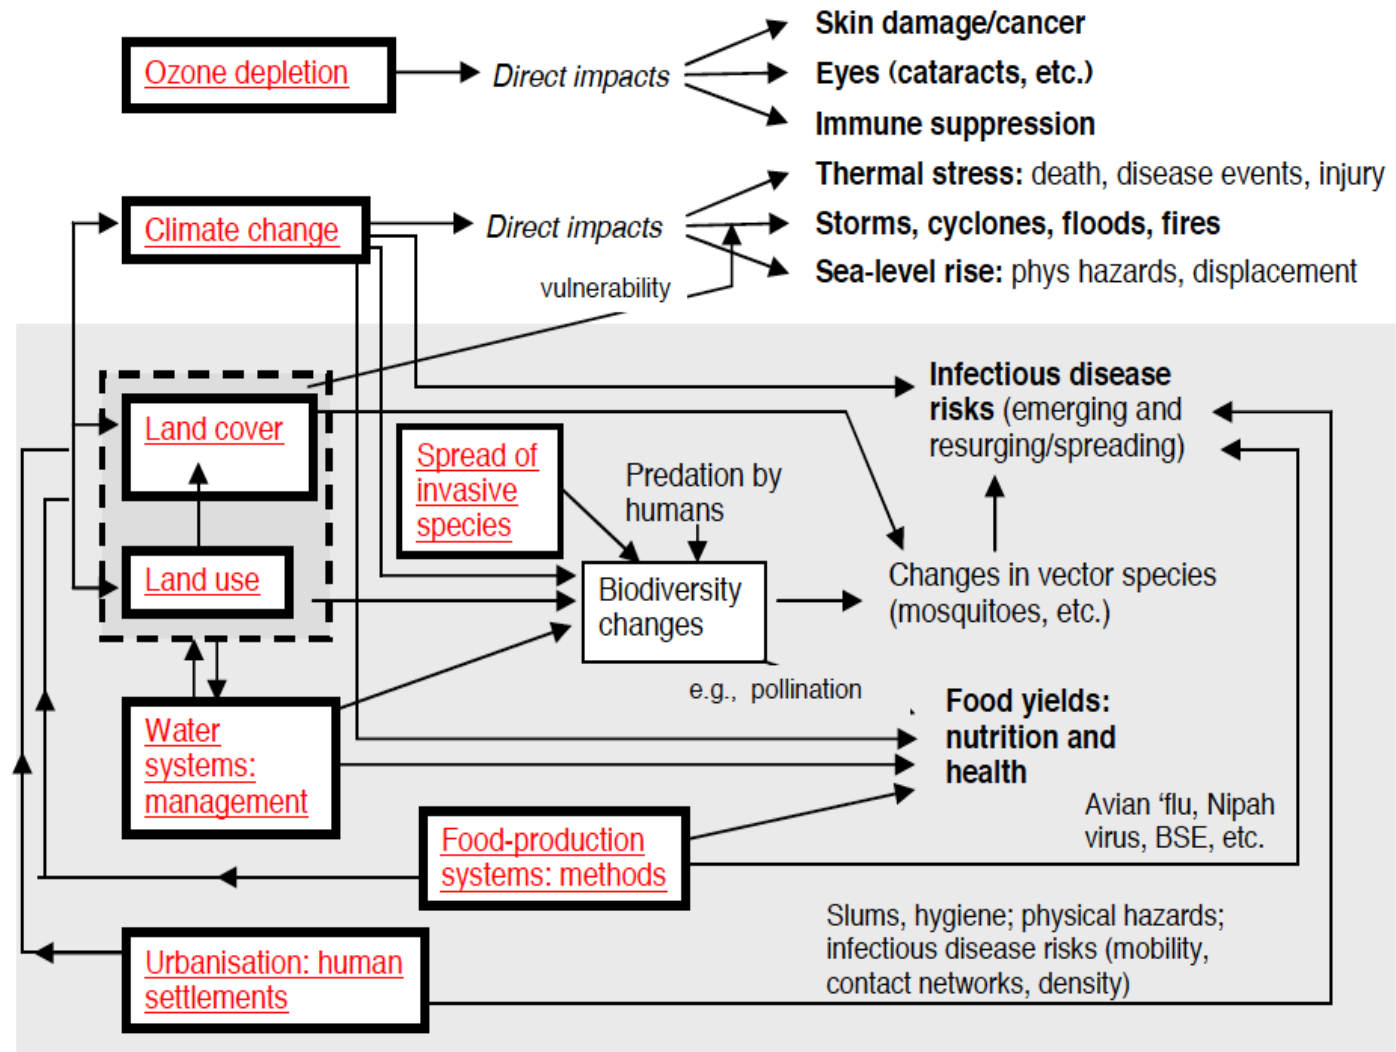 Ozone depletion
Direct impacts
Skin damage/cancer
Eyes (cataracts, etc.)
Immune suppression
Climate change
Direct impacts
Thermal stress: death, disease events, injury
Storms, cyclones, floods, fires
Sea-level rise: phys hazards, displacement
vulnerability
Land cover
Land use
Spread of
invasive
species
Predation by
humans
Infectious disease
risks (emerging and
resurging/spreading)
Biodiversity
changes
Changes in vector species
(mosquitoes, etc.)
e.g., pollination
Water
systems:
management
Food yields:
nutrition and
health
Avian ‘flu, Nipah
virus, BSE, etc.
Food-production
systems: methods
Slums, hygiene; physical hazards;
infectious disease risks (mobility,
contact networks, density)
Urbanisation: human
settlements